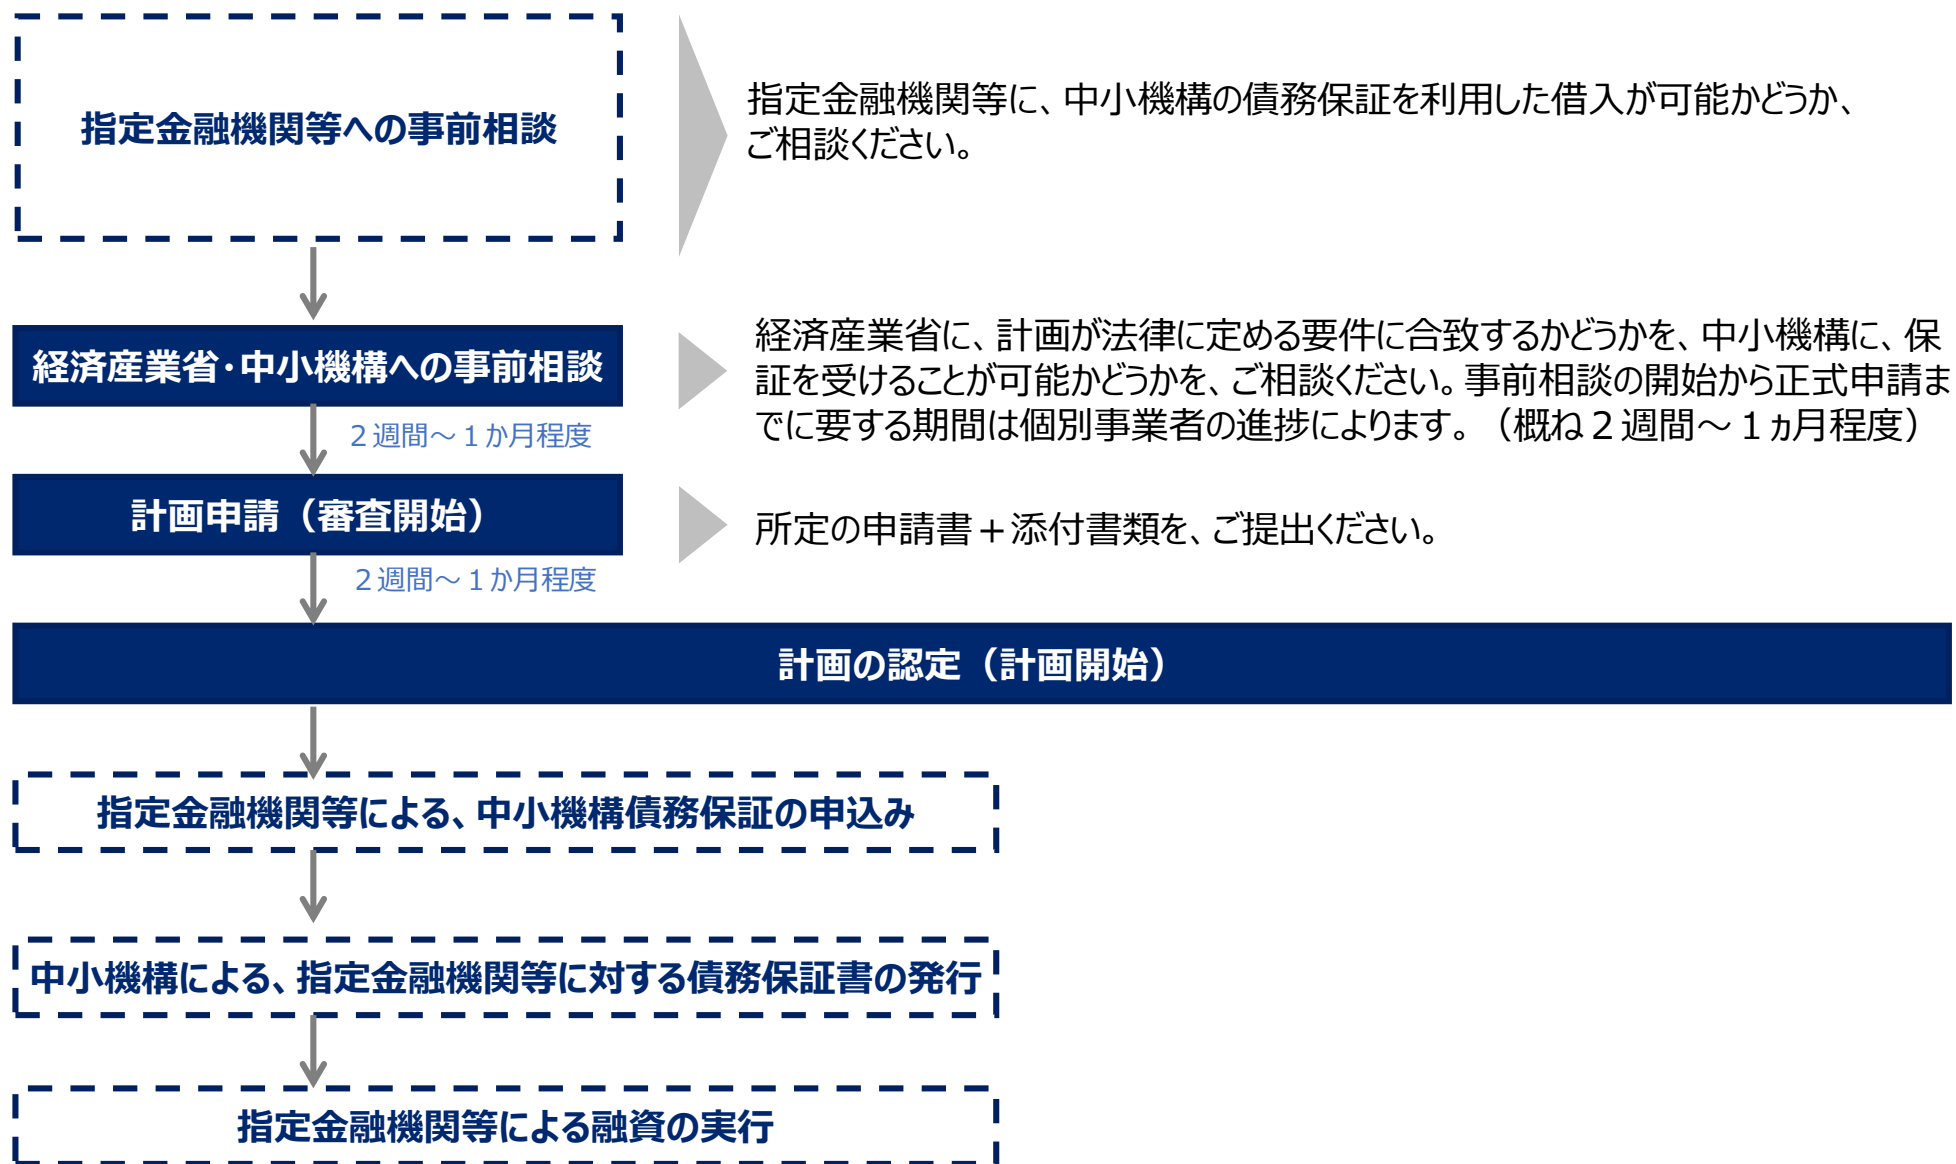 指定金融機関等への事前相談
指定金融機関等に、中小機構の債務保証を利用した借入が可能かどうか、
ご相談ください。
経済産業省・中小機構への事前相談
経済産業省に、計画が法律に定める要件に合致するかどうかを、中小機構に、保
証を受けることが可能かどうかを、ご相談ください。事前相談の開始から正式申請ま
でに要する期間は個別事業者の進捗によります。（概ね２週間～１ヵ月程度）
２週間～１か月程度
計画申請（審査開始）
所定の申請書＋添付書類を、ご提出ください。
２週間～１か月程度
計画の認定（計画開始）
指定金融機関等による、中小機構債務保証の申込み
中小機構による、指定金融機関等に対する債務保証書の発行
指定金融機関等による融資の実行